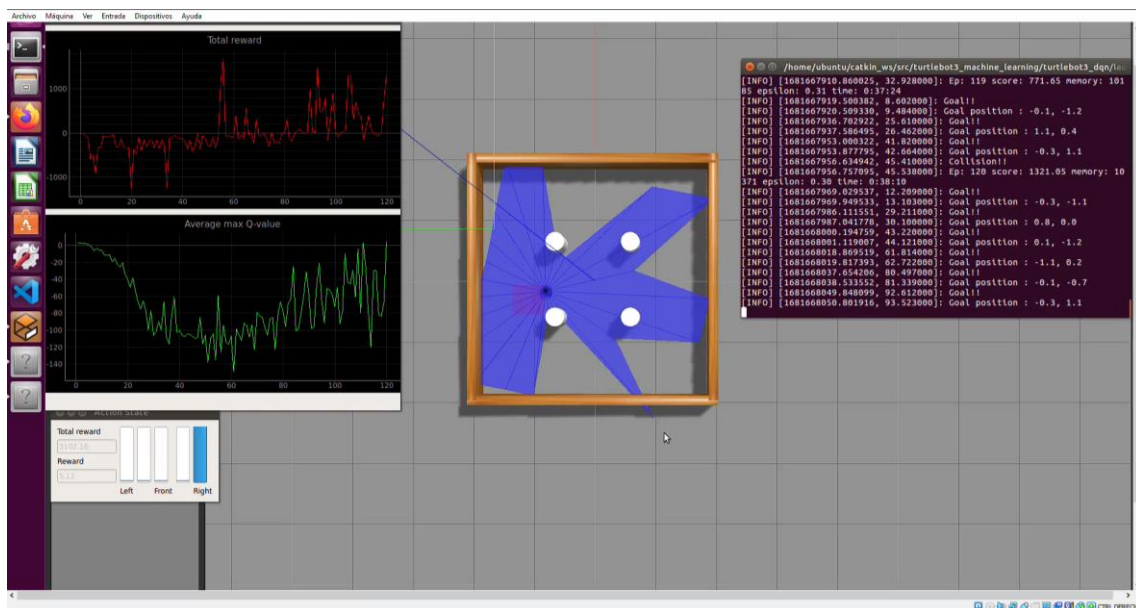 Archivo Máquina Ver Entrada Dispositivos Ayuda
Total reward
1000
0
-1000
0 20 40 60 80 100 120
Average max Q-value
0
-20
-40
-60
-80
-100
-120
-140
0 20 40 60 80 100 120
Action State
Total reward
Reward
5.13
Left Front Right
/home/ubuntu/catkin_ws/src/turtlebot3_machine_learning/turtlebot3_dqn/la
[INFO] [1681667910.860025, 32.928000]: Ep: 119 score: 771.65 memory: 101
85 epsilon: 0.31 time: 0:37:24
[INFO] [1681667919.500382, 8.602000]: Goal!!
[INFO] [1681667920.509330, 9.484000]: Goal position : -0.1, -1.2
[INFO] [1681667936.702922, 25.610000]: Goal!!
[INFO] [1681667937.586495, 26.462000]: Goal position : 1.1, 0.4
[INFO] [1681667953.000322, 41.820000]: Goal!!
[INFO] [1681667953.877795, 42.664000]: Goal position : -0.3, 1.1
[INFO] [1681667956.634942, 45.410000]: Collision!!
[INFO] [1681667956.757095, 45.538000]: Ep: 120 score: 1321.05 memory: 10
371 epsilon: 0.30 time: 0:38:10
[INFO] [1681667969.029537, 12.209000]: Goal!!
[INFO] [1681667969.949533, 13.103000]: Goal position : -0.3, -1.1
[INFO] [1681667986.111551, 29.211000]: Goal!!
[INFO] [1681667987.041778, 30.100000]: Goal position : 0.8, 0.0
[INFO] [1681668000.194759, 43.220000]: Goal!!
[INFO] [1681668001.119007, 44.121000]: Goal position : 0.1, -1.2
[INFO] [1681668018.869519, 61.814000]: Goal!!
[INFO] [1681668019.817393, 62.722000]: Goal position : -1.1, 0.2
[INFO] [1681668037.654206, 80.497000]: Goal!!
[INFO] [1681668038.533552, 81.339000]: Goal position : -0.1, -0.7
[INFO] [1681668049.848099, 92.612000]: Goal!!
[INFO] [1681668050.801916, 93.523000]: Goal position : -0.3, 1.1